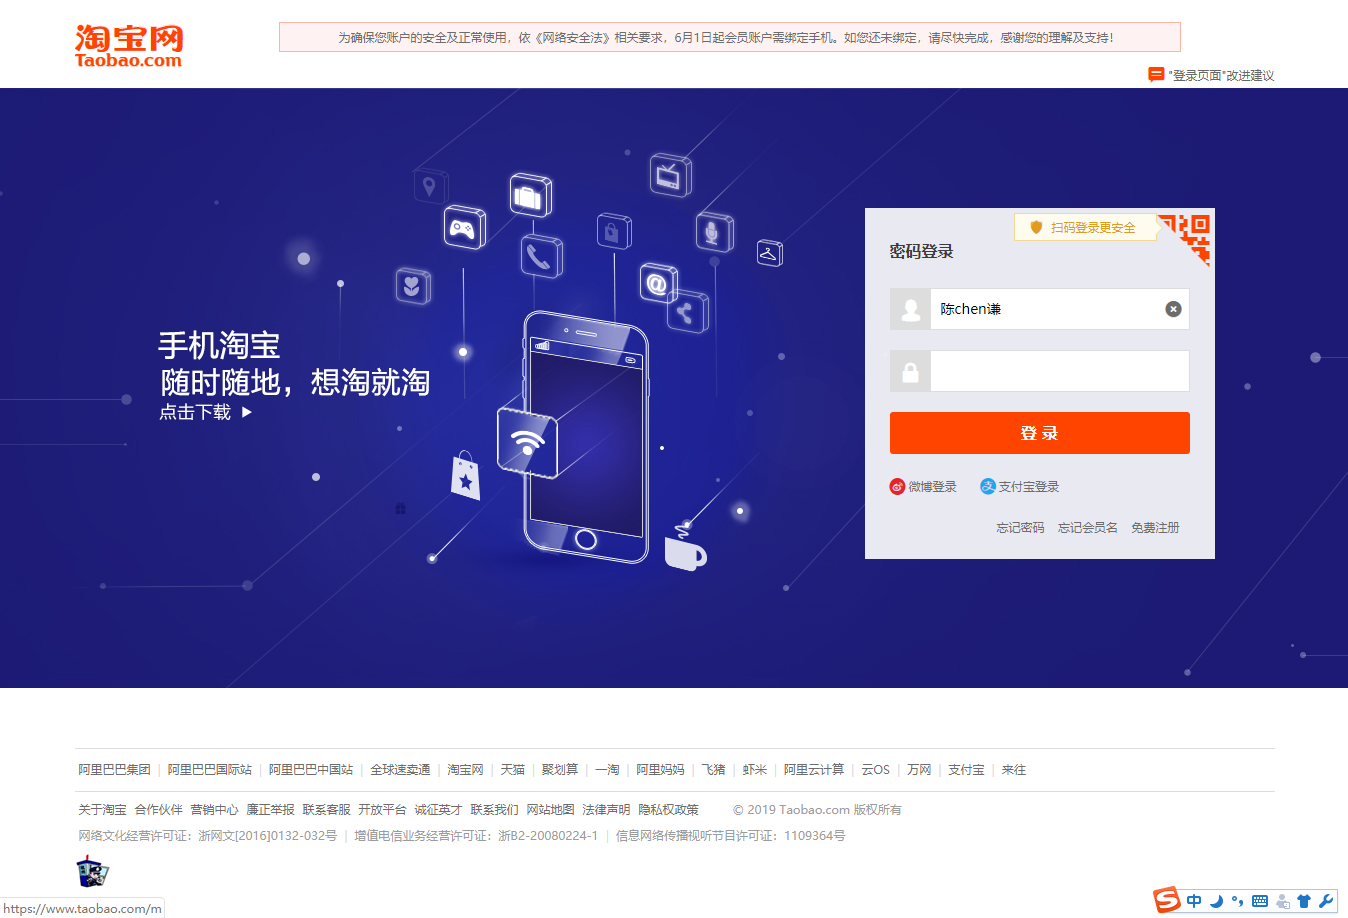 淘宝网
Taobao.com
为确保您账户的安全及正常使用，依《网络安全法》相关要求，6月1日起会员账户需绑定手机。如您还未绑定，请尽快完成，感谢您的理解及支持！
"登录页面"改进建议
扫码登录更安全
密码登录
陈chen谦
手机淘宝
随时随地，想淘就淘
点击下载
登 录
微博登录 支付宝登录
忘记密码 忘记会员名 免费注册
阿里巴巴集团 | 阿里巴巴国际站 | 阿里巴巴中国站 | 全球速卖通 | 淘宝网 | 天猫 | 聚划算 | 一淘 | 阿里妈妈 | 飞猪 | 虾米 | 阿里云计算 | 云OS | 万网 | 支付宝 | 来往
关于淘宝 合作伙伴 营销中心 廉正举报 联系客服 开放平台 诚征英才 联系我们 网站地图 法律声明 隐私权政策 © 2019 Taobao.com 版权所有
网络文化经营许可证：浙网文[2016]0132-032号 | 增值电信业务经营许可证：浙B2-20080224-1 | 信息网络传播视听节目许可证：1109364号
https://www.taobao.com/m
中